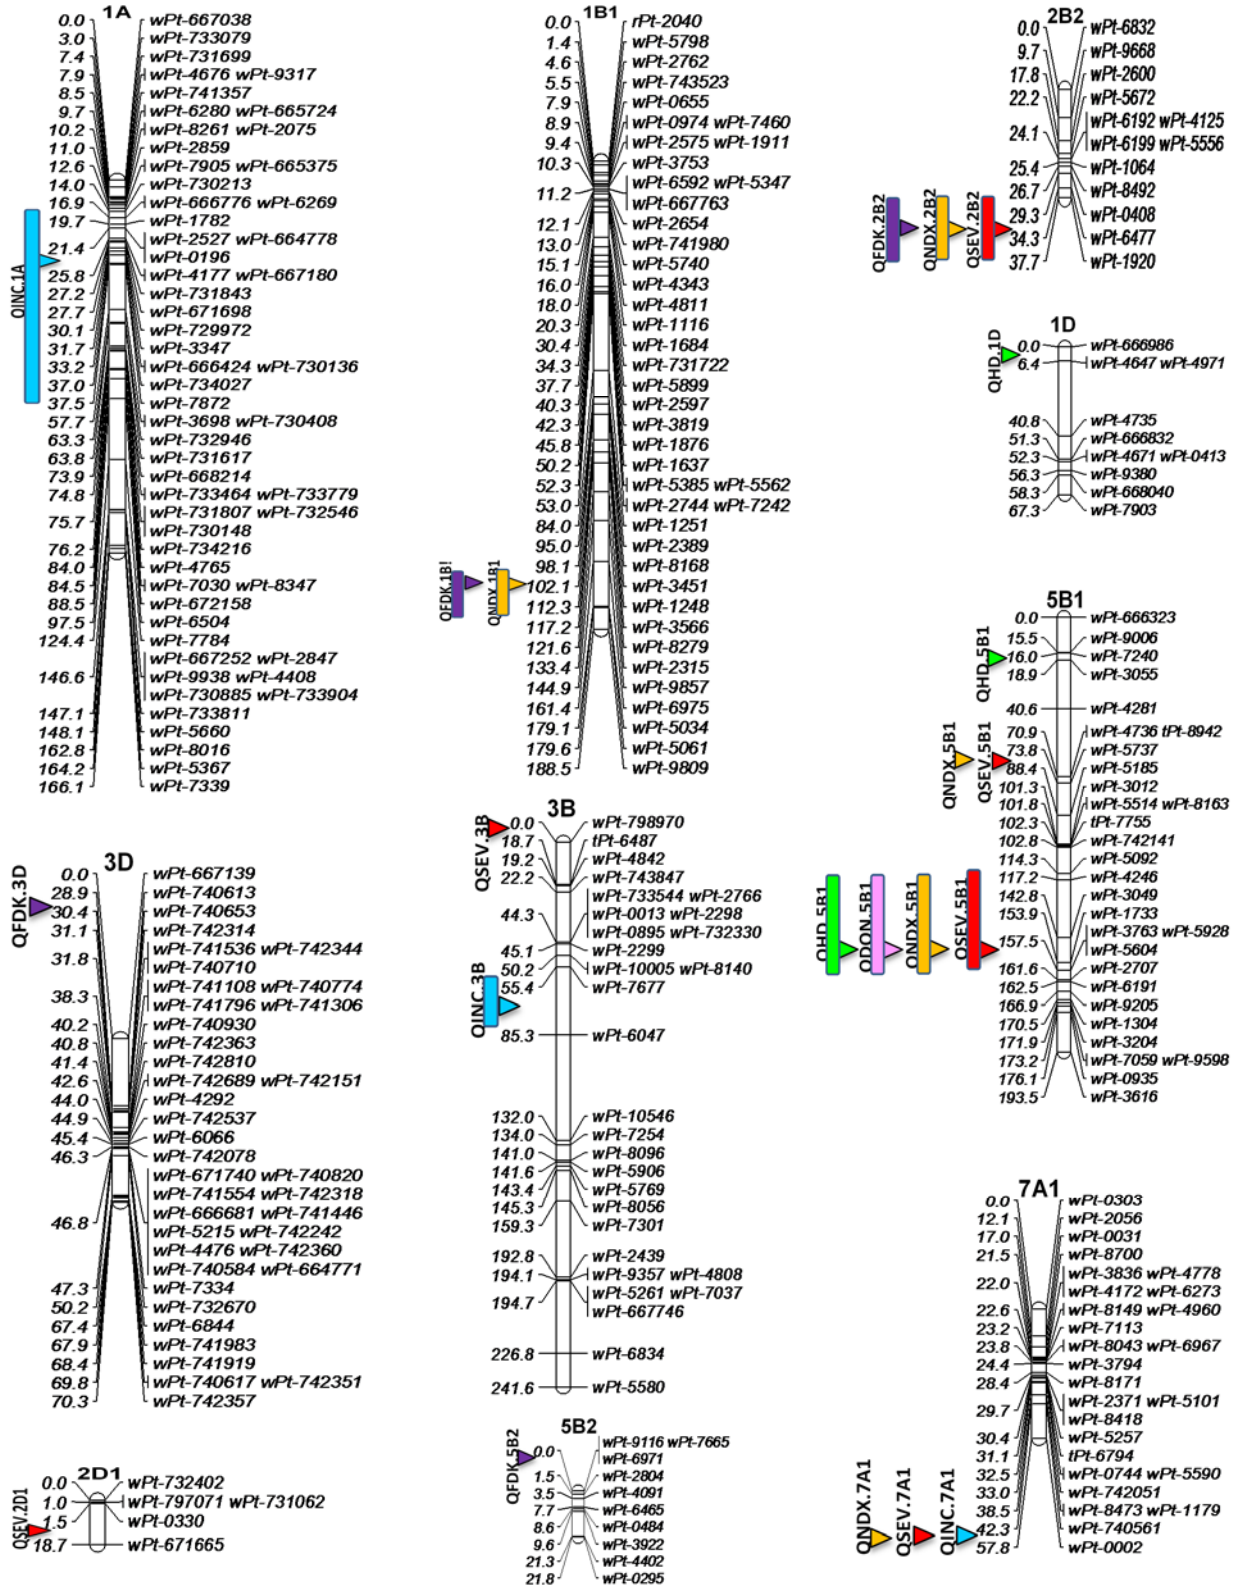 1A
0.0 wPt-667038
3.0 wPt-733079
7.4 wPt-731699
7.9 wPt-4676 wPt-9317
8.5 wPt-741357
9.7 wPt-6280 wPt-665724
10.2 wPt-8261 wPt-2075
11.0 wPt-2859
12.6 wPt-7905 wPt-665375
14.0 wPt-730213
16.9 wPt-666776 wPt-6269
19.7 wPt-1782
21.4 wPt-2527 wPt-664778
wPt-0196
25.8 wPt-4177 wPt-667180
27.2 wPt-731843
27.7 wPt-671698
30.1 wPt-729972
31.7 wPt-3347
33.2 wPt-666424 wPt-730136
37.0 wPt-734027
37.5 wPt-7872
57.7 wPt-3698 wPt-730408
63.3 wPt-732946
63.8 wPt-731617
73.9 wPt-668214
74.8 wPt-733464 wPt-733779
75.7 wPt-731807 wPt-732546
wPt-730148
76.2 wPt-734216
84.0 wPt-4765
84.5 wPt-7030 wPt-8347
88.5 wPt-672158
97.5 wPt-6504
124.4 wPt-7784
wPt-667252 wPt-2847
146.6 wPt-9938 wPt-4408
wPt-730885 wPt-733904
147.1 wPt-733811
148.1 wPt-5660
162.8 wPt-8016
164.2 wPt-5367
166.1 wPt-7339
QINC.1A
1B1
0.0 rPt-2040
1.4 wPt-5798
4.6 wPt-2762
5.5 wPt-743523
7.9 wPt-0655
8.9 wPt-0974 wPt-7460
9.4 wPt-2575 wPt-1911
10.3 wPt-3753
11.2 wPt-6592 wPt-5347
wPt-667763
12.1 wPt-2654
13.0 wPt-741980
15.1 wPt-5740
16.0 wPt-4343
18.0 wPt-4811
20.3 wPt-1116
30.4 wPt-1684
34.3 wPt-731722
37.7 wPt-5899
40.3 wPt-2597
42.3 wPt-3819
45.8 wPt-1876
50.2 wPt-1637
52.3 wPt-5385 wPt-5562
53.0 wPt-2744 wPt-7242
84.0 wPt-1251
95.0 wPt-2389
98.1 wPt-8168
102.1 wPt-3451
112.3 wPt-1248
117.2 wPt-3566
121.6 wPt-8279
133.4 wPt-2315
144.9 wPt-9857
161.4 wPt-6975
179.1 wPt-5034
179.6 wPt-5061
188.5 wPt-9809
QFDK.1B!
QNDX.1B1
2B2
0.0 wPt-6832
9.7 wPt-9668
17.8 wPt-2600
22.2 wPt-5672
24.1 wPt-6192 wPt-4125
wPt-6199 wPt-5556
25.4 wPt-1064
26.7 wPt-8492
29.3 wPt-0408
34.3 wPt-6477
37.7 wPt-1920
QFDK.2B2
QNDX.2B2
QSEV.2B2
1D
0.0 wPt-666986
6.4 wPt-4647 wPt-4971
40.8 wPt-4735
51.3 wPt-666832
52.3 wPt-4671 wPt-0413
56.3 wPt-9380
58.3 wPt-668040
67.3 wPt-7903
QHD.1D
5B1
0.0 wPt-666323
15.5 wPt-9006
16.0 wPt-7240
18.9 wPt-3055
40.6 wPt-4281
70.9 wPt-4736 tPt-8942
73.8 wPt-5737
88.4 wPt-5185
101.3 wPt-3012
101.8 wPt-5514 wPt-8163
102.3 tPt-7755
102.8 wPt-742141
114.3 wPt-5092
117.2 wPt-4246
142.8 wPt-3049
153.9 wPt-1733
157.5 wPt-3763 wPt-5928
wPt-5604
161.6 wPt-2707
162.5 wPt-6191
166.9 wPt-9205
170.5 wPt-1304
171.9 wPt-3204
173.2 wPt-7059 wPt-9598
176.1 wPt-0935
193.5 wPt-3616
QHD.5B1
QNDX.5B1
QSEV.5B1
QHD.5B1
QDON.5B1
QNDX.5B1
QSEV.5B1
3D
0.0 wPt-667139
28.9 wPt-740613
30.4 wPt-740653
31.1 wPt-742314
31.8 wPt-741536 wPt-742344
wPt-740710
38.3 wPt-741108 wPt-740774
wPt-741796 wPt-741306
40.2 wPt-740930
40.8 wPt-742363
41.4 wPt-742810
42.6 wPt-742689 wPt-742151
44.0 wPt-4292
44.9 wPt-742537
45.4 wPt-6066
46.3 wPt-742078
wPt-671740 wPt-740820
wPt-741554 wPt-742318
46.8 wPt-666681 wPt-741446
wPt-5215 wPt-742242
wPt-4476 wPt-742360
wPt-740584 wPt-664771
47.3 wPt-7334
50.2 wPt-732670
67.4 wPt-6844
67.9 wPt-741983
68.4 wPt-741919
69.8 wPt-740617 wPt-742351
70.3 wPt-742357
QFDK.3D
3B
0.0 wPt-798970
18.7 tPt-6487
19.2 wPt-4842
22.2 wPt-743847
wPt-733544 wPt-2766
44.3 wPt-0013 wPt-2298
wPt-0895 wPt-732330
45.1 wPt-2299
50.2 wPt-10005 wPt-8140
55.4 wPt-7677
85.3 wPt-6047
132.0 wPt-10546
134.0 wPt-7254
141.0 wPt-8096
141.6 wPt-5906
143.4 wPt-5769
145.3 wPt-8056
159.3 wPt-7301
192.8 wPt-2439
194.1 wPt-9357 wPt-4808
194.7 wPt-5261 wPt-7037
wPt-667746
226.8 wPt-6834
241.6 wPt-5580
QSEV.3B
QINC.3B
7A1
0.0 wPt-0303
12.1 wPt-2056
17.0 wPt-0031
21.5 wPt-8700
22.0 wPt-3836 wPt-4778
wPt-4172 wPt-6273
22.6 wPt-8149 wPt-4960
23.2 wPt-7113
23.8 wPt-8043 wPt-6967
24.4 wPt-3794
28.4 wPt-8171
29.7 wPt-2371 wPt-5101
wPt-8418
30.4 wPt-5257
31.1 tPt-6794
32.5 wPt-0744 wPt-5590
33.0 wPt-742051
38.5 wPt-8473 wPt-1179
42.3 wPt-740561
57.8 wPt-0002
QNDX.7A1
QSEV.7A1
QINC.7A1
2D1
0.0 wPt-732402
1.0 wPt-797071 wPt-731062
1.5 wPt-0330
18.7 wPt-671665
QSEV.2D1
5B2
0.0 wPt-9116 wPt-7665
wPt-6971
1.5 wPt-2804
3.5 wPt-4091
7.7 wPt-6465
8.6 wPt-0484
9.6 wPt-3922
21.3 wPt-4402
21.8 wPt-0295
QFDK.5B2